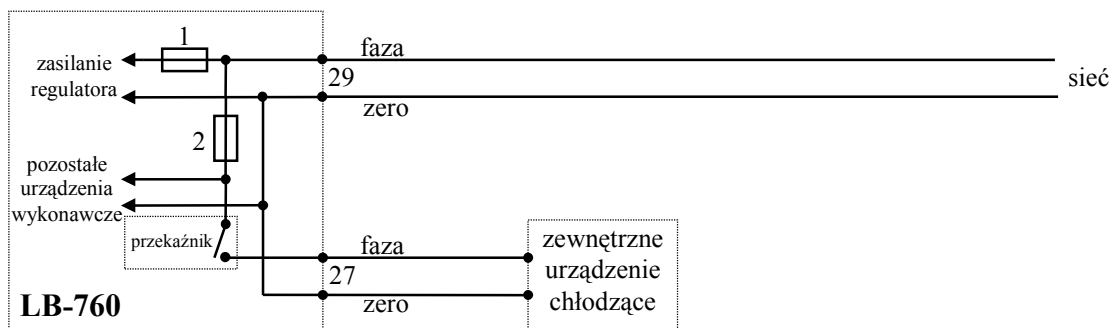 1
faza
zasilanie
regulatora
29
sieć
zero
2
pozostałe
urządzenia
wykonawcze
przekaźnik
faza
zewnętrzne
urządzenie
chłodzące
27
zero
LB-760